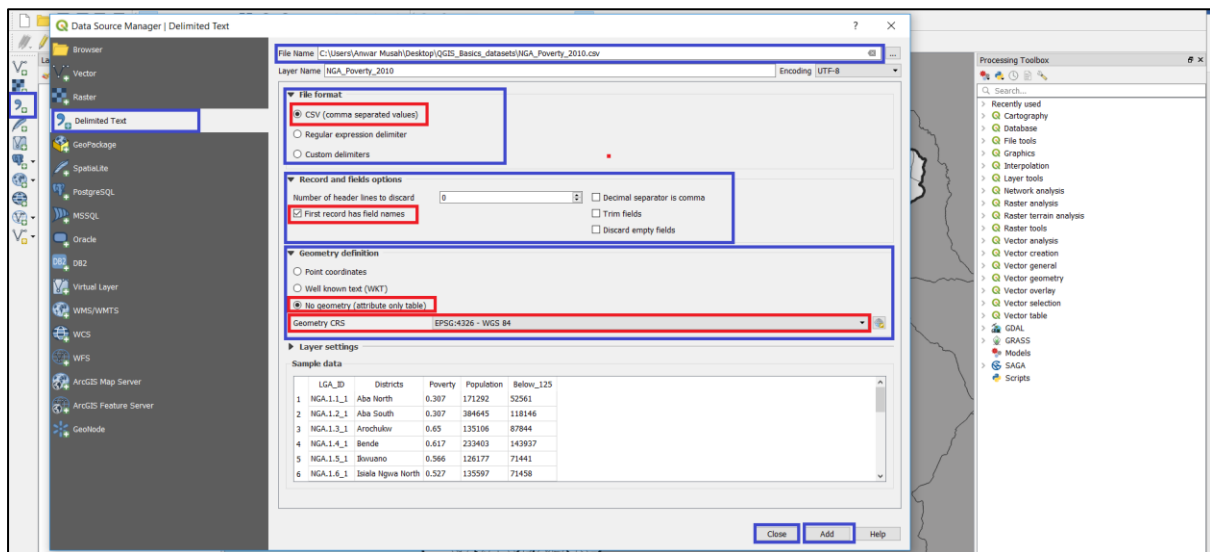 Data Source Manager | Delimited Text
? ×
Browser
Vector
Raster
Delimited Text
GeoPackage
SpatiaLite
PostgreSQL
MSSQL
Oracle
DB2
Virtual Layer
WMS/WMTS
WCS
WFS
ArcGIS Map Server
ArcGIS Feature Server
GeoNode
File Name C:\Users\Anwar Musah\Desktop\QGIS_Basics_datasets\NGA_Poverty_2010.csv ...
Layer Name NGA_Poverty_2010 Encoding UTF-8
File format
CSV (comma separated values)
Regular expression delimiter
Custom delimiters
Record and fields options
Number of header lines to discard 0 Decimal separator is comma
First record has field names Trim fields
Discard empty fields
Geometry definition
Point coordinates
Well known text (WKT)
No geometry (attribute only table)
Geometry CRS EPSG:4326 - WGS 84
Layer settings
Sample data
LGA_ID Districts Poverty Population Below_125
1 NGA.1.1_1 Aba North 0.307 171292 52561
2 NGA.1.2_1 Aba South 0.307 384645 118146
3 NGA.1.3_1 Arochukw 0.65 135106 87844
4 NGA.1.4_1 Bende 0.617 233403 143937
5 NGA.1.5_1 Ikwuano 0.566 126177 71441
6 NGA.1.6_1 Isiala Ngwa North 0.527 135597 71458
Close Add Help
Processing Toolbox
Search...
Recently used
Cartography
Database
File tools
Graphics
Interpolation
Layer tools
Network analysis
Raster analysis
Raster terrain analysis
Raster tools
Vector analysis
Vector creation
Vector general
Vector geometry
Vector overlay
Vector selection
Vector table
GDAL
GRASS
Models
SAGA
Scripts